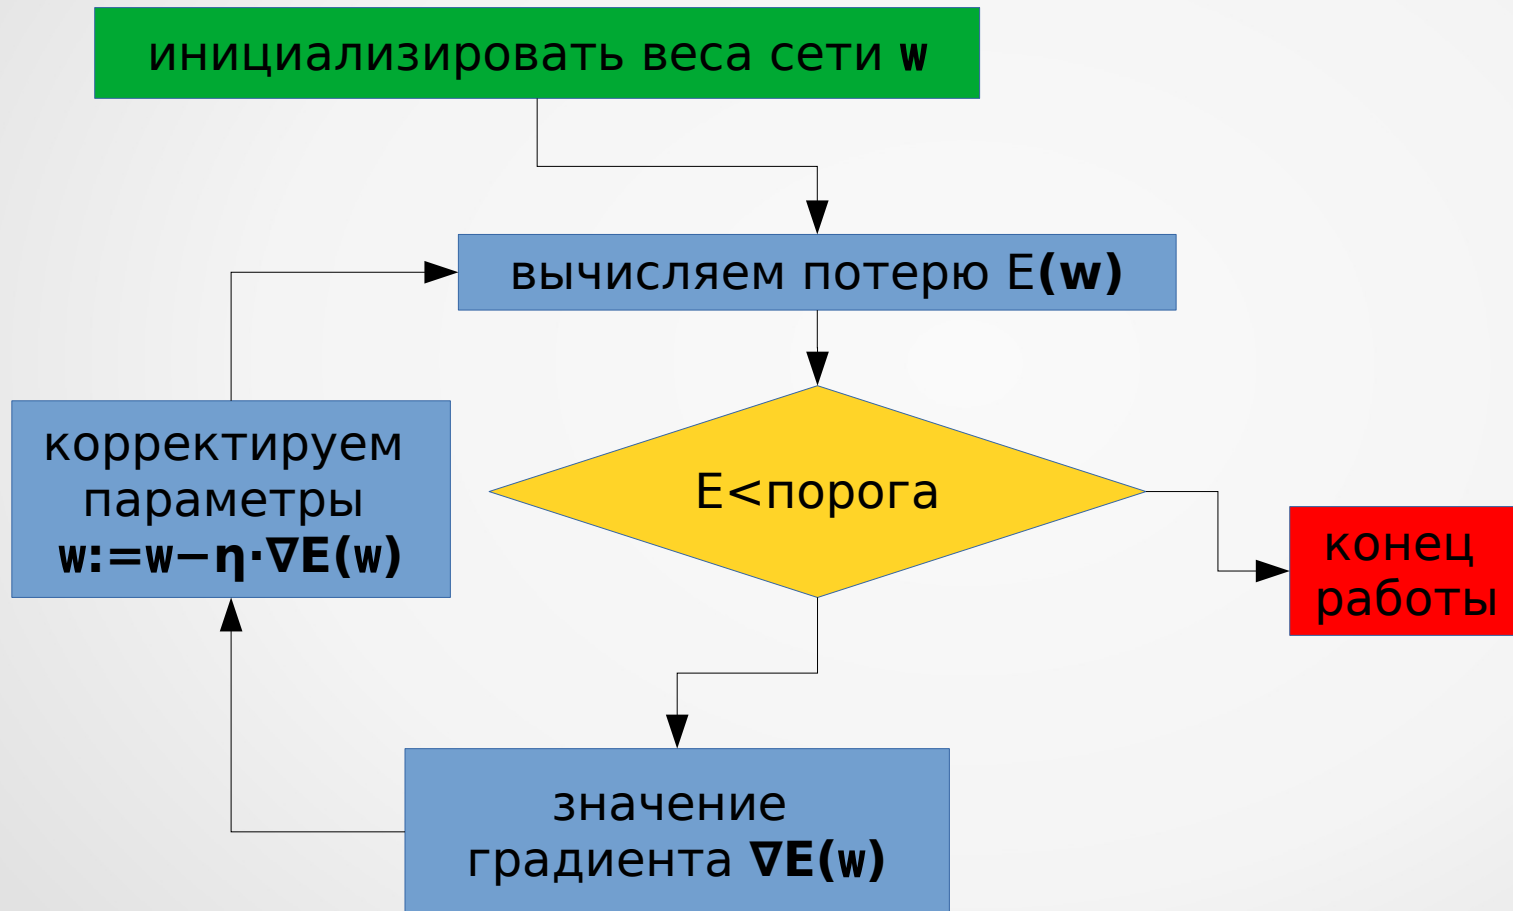 инициализировать веса сети w
вычисляем потерю E(w)
корректируем
параметры
w:=w−η·∇E(w)
E<порога
конец
работы
значение
градиента ∇E(w)